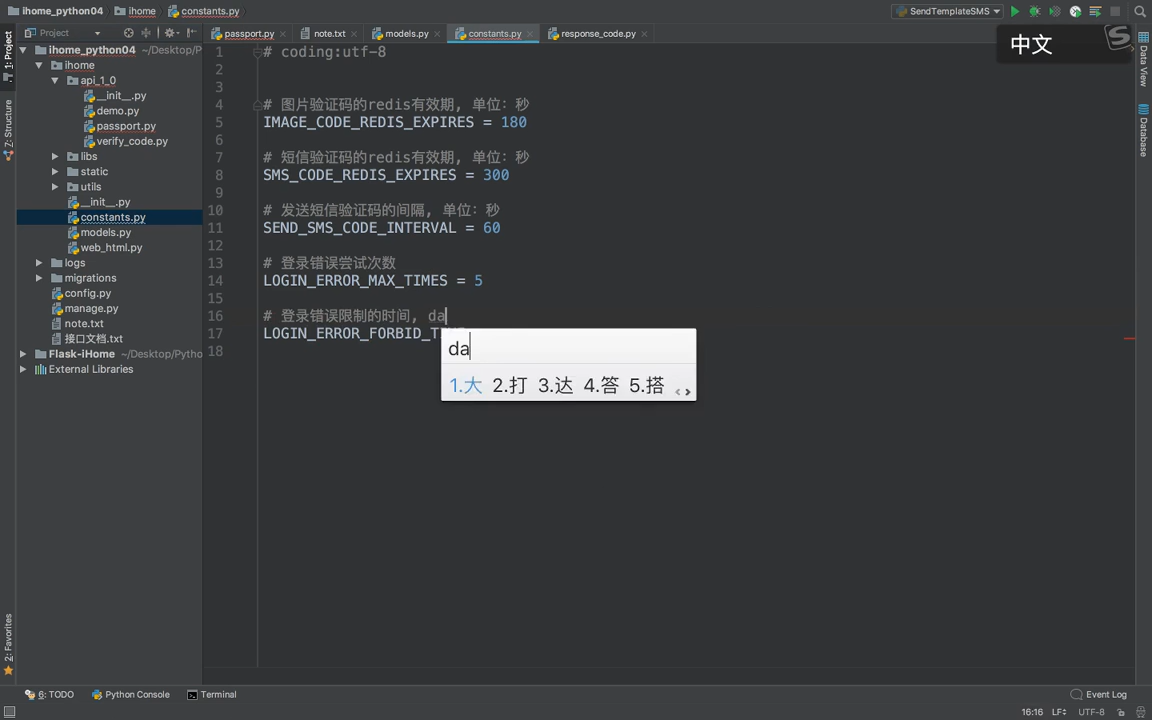 ihome_python04
ihome
constants.py
SendTemplateSMS
中文
Project
passport.py
note.txt
models.py
constants.py
response_code.py
1: Project
Z: Structure
2: Favorites
ihome_python04 ~/Desktop/P
ihome
api_1_0
__init__.py
demo.py
passport.py
verify_code.py
libs
static
utils
__init__.py
constants.py
models.py
web_html.py
logs
migrations
config.py
manage.py
note.txt
接口文档.txt
Flask-iHome ~/Desktop/Pytho
External Libraries
1 # coding:utf-8
2
3
4 # 图片验证码的redis有效期, 单位：秒
5 IMAGE_CODE_REDIS_EXPIRES = 180
6
7 # 短信验证码的redis有效期, 单位：秒
8 SMS_CODE_REDIS_EXPIRES = 300
9
10 # 发送短信验证码的间隔, 单位：秒
11 SEND_SMS_CODE_INTERVAL = 60
12
13 # 登录错误尝试次数
14 LOGIN_ERROR_MAX_TIMES = 5
15
16 # 登录错误限制的时间, da
17 LOGIN_ERROR_FORBID_T
18
da
1.大 2.打 3.达 4.答 5.搭
Data View
Database
6: TODO
Python Console
Terminal
Event Log
16:16 LF UTF-8